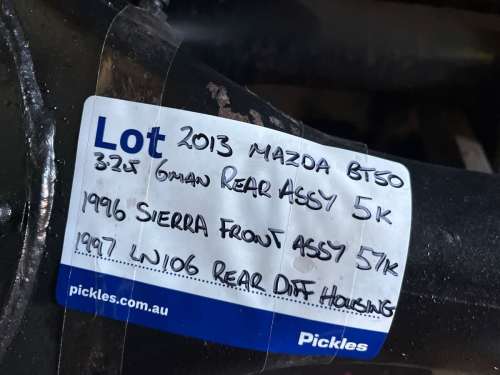 Lot 2013 MAZDA BT50
3.2L 6MAN REAR ASSY 5K
1996 SIERRA FRONT ASSY 57K
1997 LN106 REAR DIFF HOUSING
pickles.com.au
Pickles